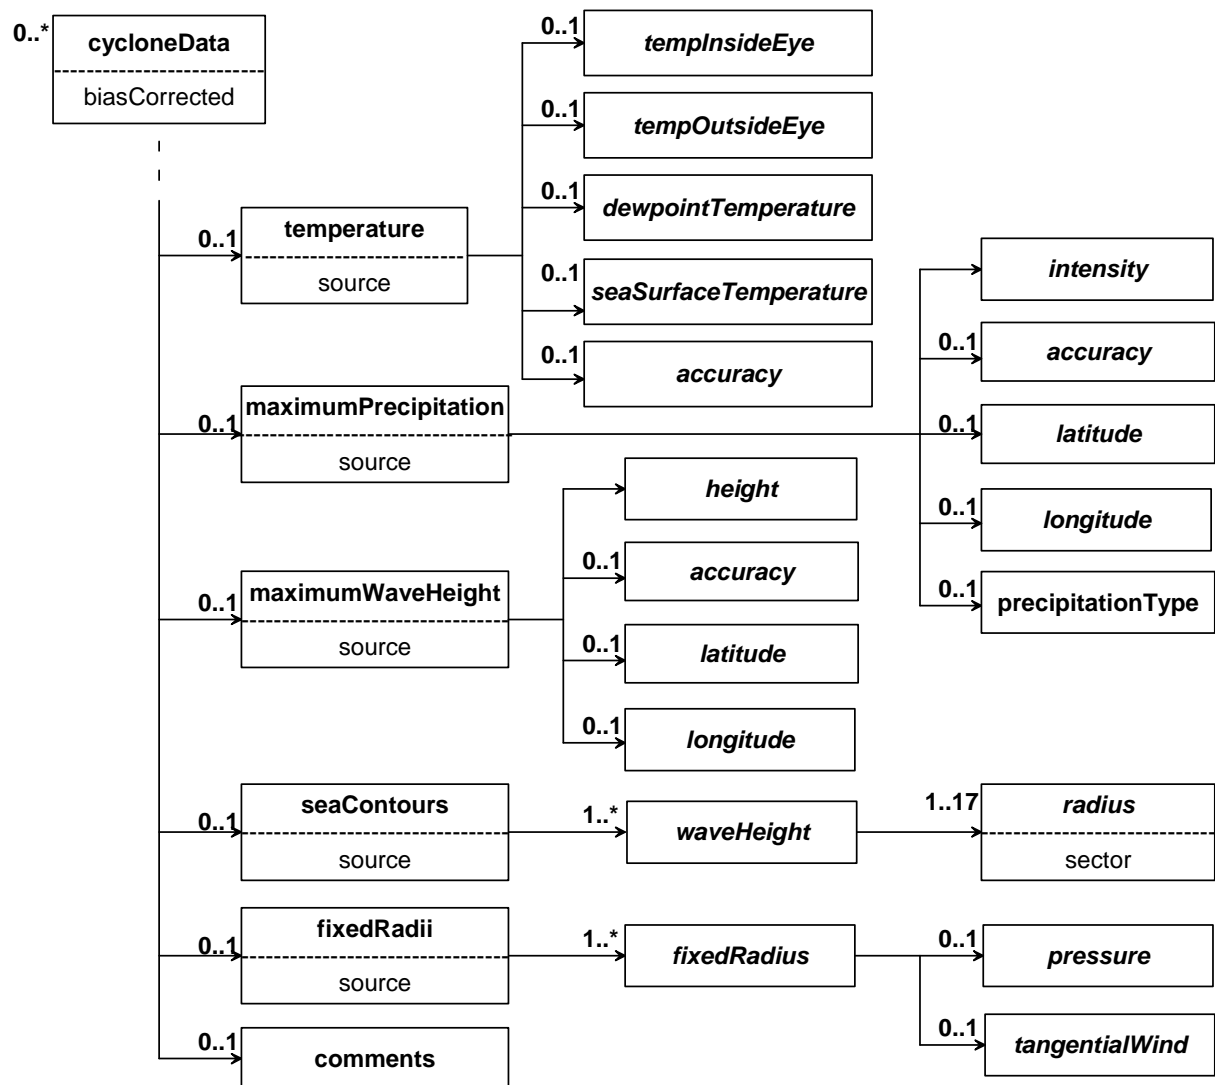 0..*
cycloneData
biasCorrected
0..1
tempInsideEye
0..1
tempOutsideEye
0..1
dewpointTemperature
0..1
temperature
source
0..1
seaSurfaceTemperature
0..1
accuracy
intensity
0..1
accuracy
0..1
maximumPrecipitation
source
0..1
latitude
0..1
longitude
0..1
precipitationType
height
0..1
accuracy
0..1
maximumWaveHeight
source
0..1
latitude
0..1
longitude
0..1
seaContours
source
1..*
waveHeight
1..17
radius
sector
0..1
fixedRadii
source
1..*
fixedRadius
0..1
pressure
0..1
tangentialWind
0..1
comments